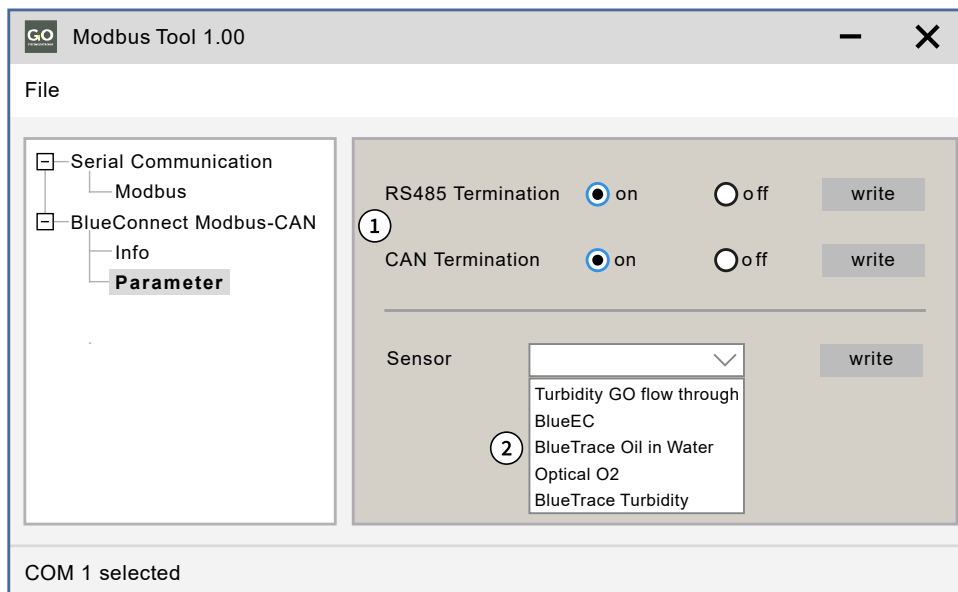 GO
Modbus Tool 1.00
File
Serial Communication
Modbus
BlueConnect Modbus-CAN
Info
Parameter
1
RS485 Termination on off write
CAN Termination on off write
Sensor write
2
Turbidity GO flow through
BlueEC
BlueTrace Oil in Water
Optical O2
BlueTrace Turbidity
COM 1 selected